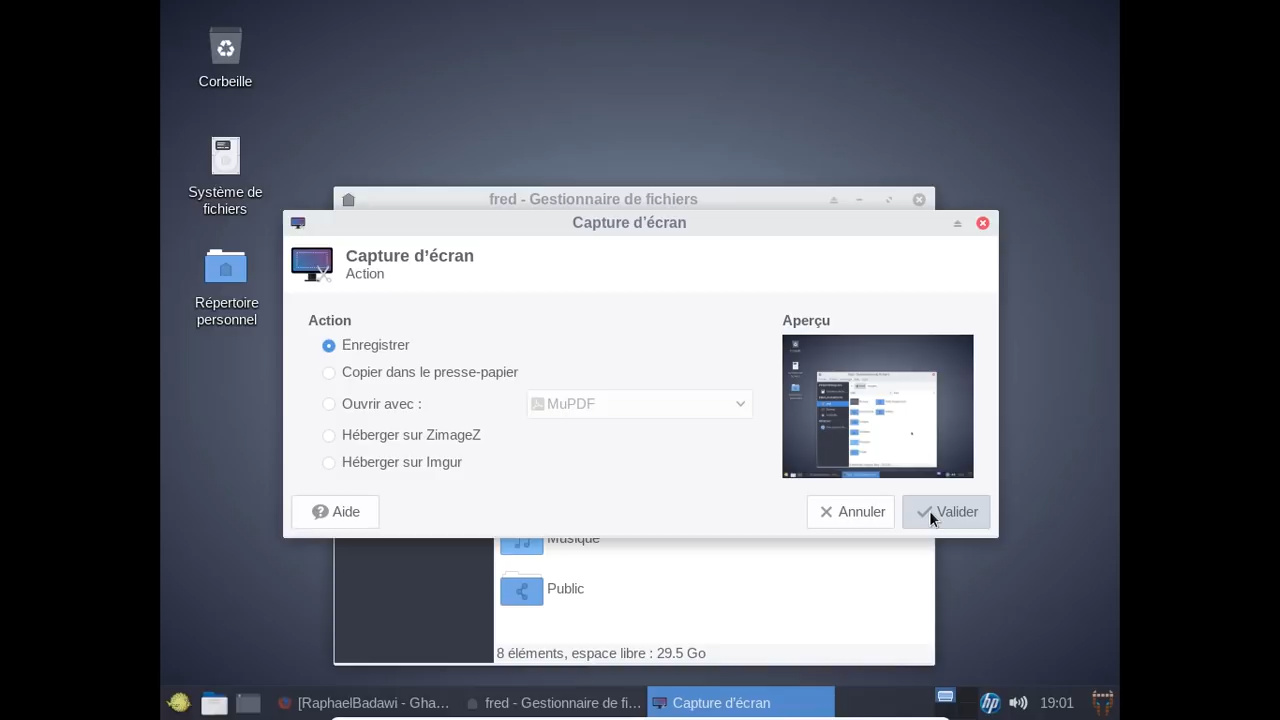 Corbeille
Système de
fichiers
Répertoire
personnel
fred - Gestionnaire de fichiers
Capture d’écran
Capture d’écran
Action
Action
Enregistrer
Copier dans le presse-papier
Ouvrir avec :
MuPDF
Héberger sur ZimageZ
Héberger sur Imgur
Aperçu
Aide
Annuler
Valider
Musique
Public
8 éléments, espace libre : 29.5 Go
[RaphaelBadawi - Gha...
fred - Gestionnaire de fi...
Capture d'écran
hp
19:01